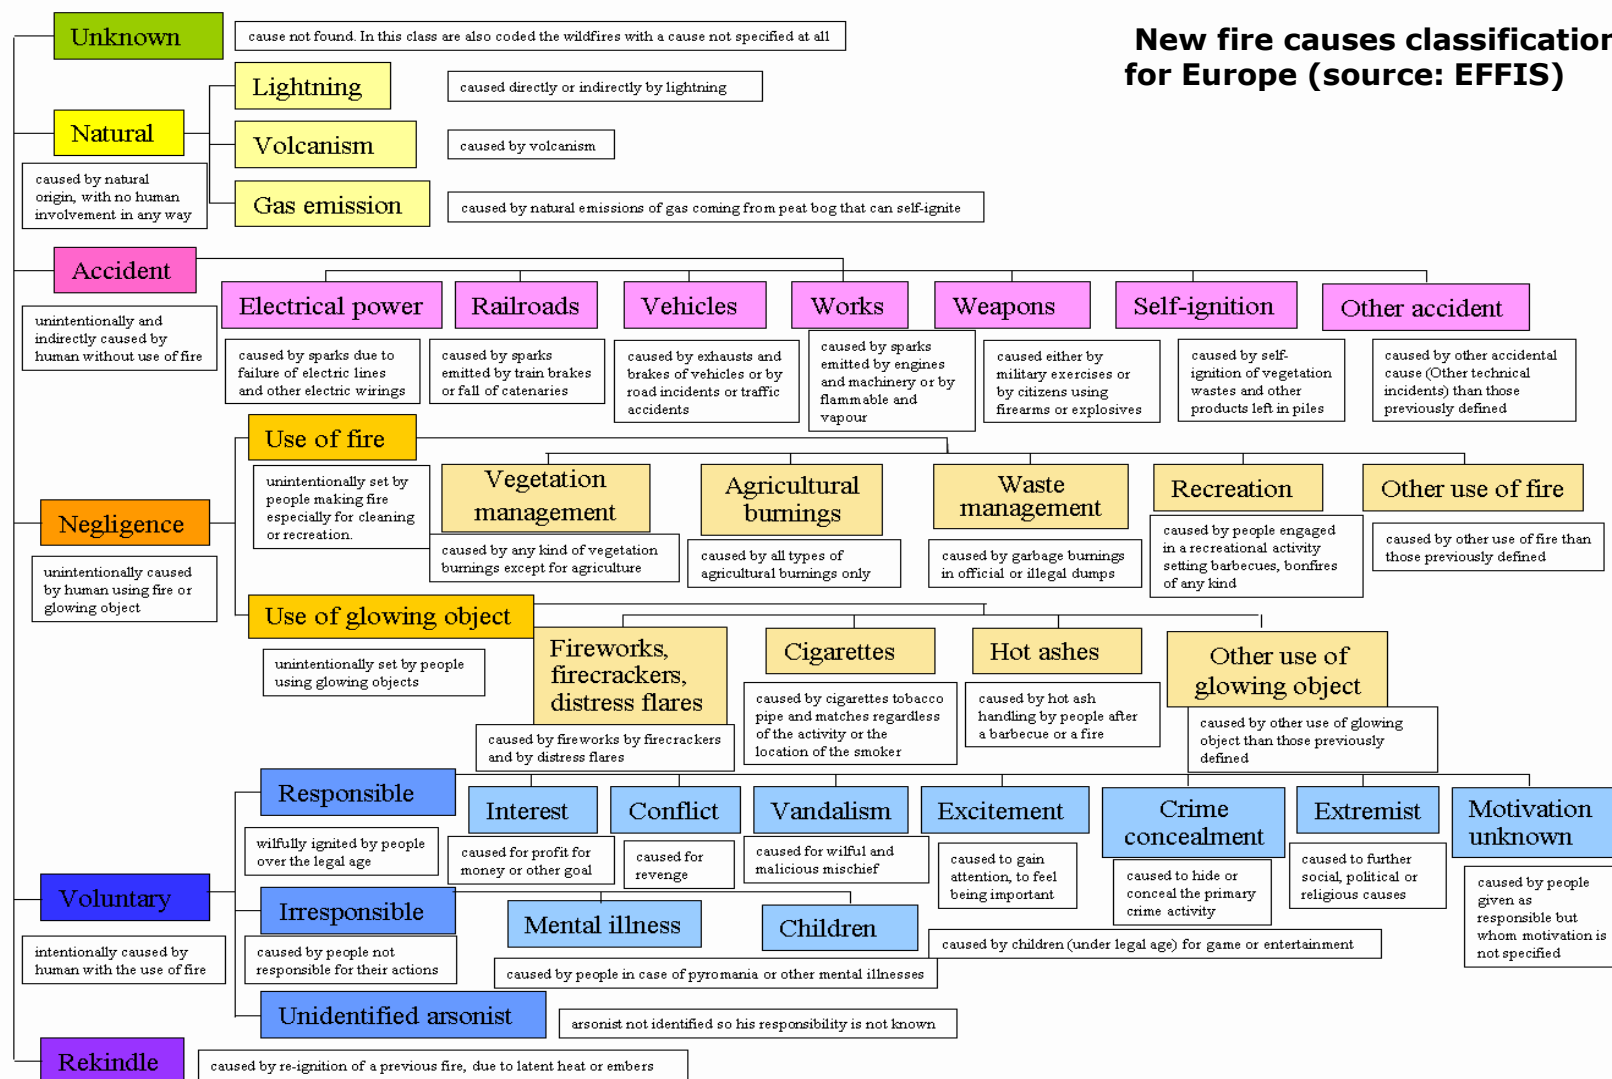 New fire causes classification
for Europe (source: EFFIS)
Unknown
cause not found. In this class are also coded the wildfires with a cause not specified at all
Natural
caused by natural
origin, with no human
involvement in any way
Lightning
caused directly or indirectly by lightning
Volcanism
caused by volcanism
Gas emission
caused by natural emissions of gas coming from peat bog that can self-ignite
Accident
unintentionally and
indirectly caused by
human without use of fire
Electrical power
caused by sparks due to
failure of electric lines
and other electric wirings
Railroads
caused by sparks
emitted by train brakes
or fall of catenaries
Vehicles
caused by exhausts and
brakes of vehicles or by
road incidents or traffic
accidents
Works
caused by sparks
emitted by engines
and machinery or by
flammable and
vapour
Weapons
caused either by
military exercises or
by citizens using
firearms or explosives
Self-ignition
caused by self-
ignition of vegetation
wastes and other
products left in piles
Other accident
caused by other accidental
cause (Other technical
incidents) than those
previously defined
Negligence
unintentionally caused
by human using fire or
glowing object
Use of fire
unintentionally set by
people making fire
especially for cleaning
or recreation.
Vegetation
management
caused by any kind of vegetation
burnings except for agriculture
Agricultural
burnings
caused by all types of
agricultural burnings only
Waste
management
caused by garbage burnings
in official or illegal dumps
Recreation
caused by people engaged
in a recreational activity
setting barbecues, bonfires
of any kind
Other use of fire
caused by other use of fire than
those previously defined
Use of glowing object
unintentionally set by people
using glowing objects
Fireworks,
firecrackers,
distress flares
caused by fireworks by firecrackers
and by distress flares
Cigarettes
caused by cigarettes tobacco
pipe and matches regardless
of the activity or the
location of the smoker
Hot ashes
caused by hot ash
handling by people after
a barbecue or a fire
Other use of
glowing object
caused by other use of glowing
object than those previously
defined
Voluntary
intentionally caused by
human with the use of fire
Responsible
wilfully ignited by people
over the legal age
Interest
caused for profit for
money or other goal
Conflict
caused for
revenge
Vandalism
caused for wilful and
malicious mischief
Excitement
caused to gain
attention, to feel
being important
Crime
concealment
caused to hide or
conceal the primary
crime activity
Extremist
caused to further
social, political or
religious causes
Motivation
unknown
caused by people
given as
responsible but
whom motivation is
not specified
Irresponsible
caused by people not
responsible for their actions
Mental illness
caused by people in case of pyromania or other mental illnesses
Children
caused by children (under legal age) for game or entertainment
Unidentified arsonist
arsonist not identified so his responsibility is not known
Rekindle
caused by re-ignition of a previous fire, due to latent heat or embers